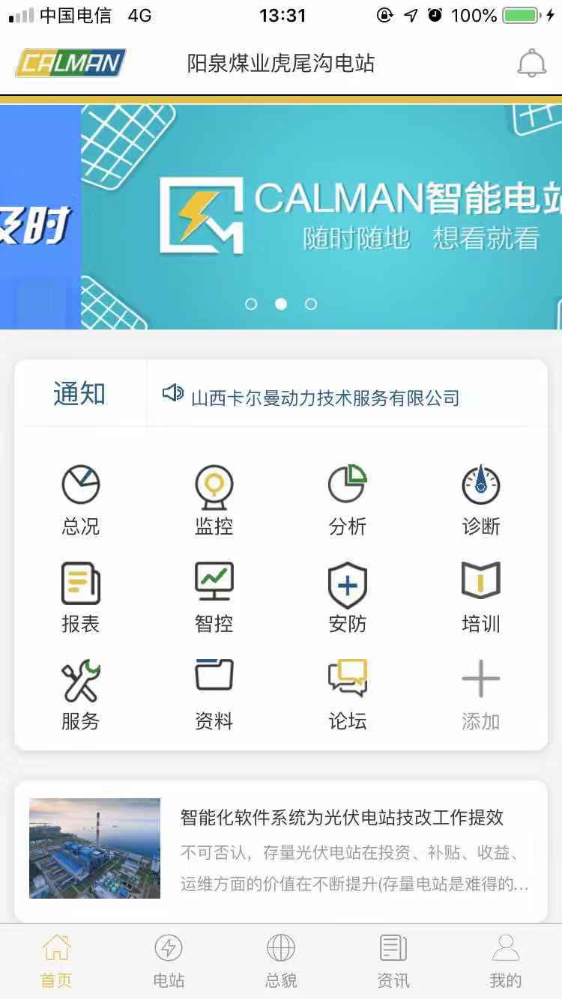 中国电信 4G 13:31 100%
CALMAN 阳泉煤业虎尾沟电站
及时
CALMAN智能电站
随时随地 想看就看
通知 山西卡尔曼动力技术服务有限公司
总况 监控 分析 诊断
报表 智控 安防 培训
服务 资料 论坛 添加
智能化软件系统为光伏电站技改工作提效
不可否认，存量光伏电站在投资、补贴、收益、
运维方面的价值在不断提升(存量电站是难得的...
首页 电站 总貌 资讯 我的